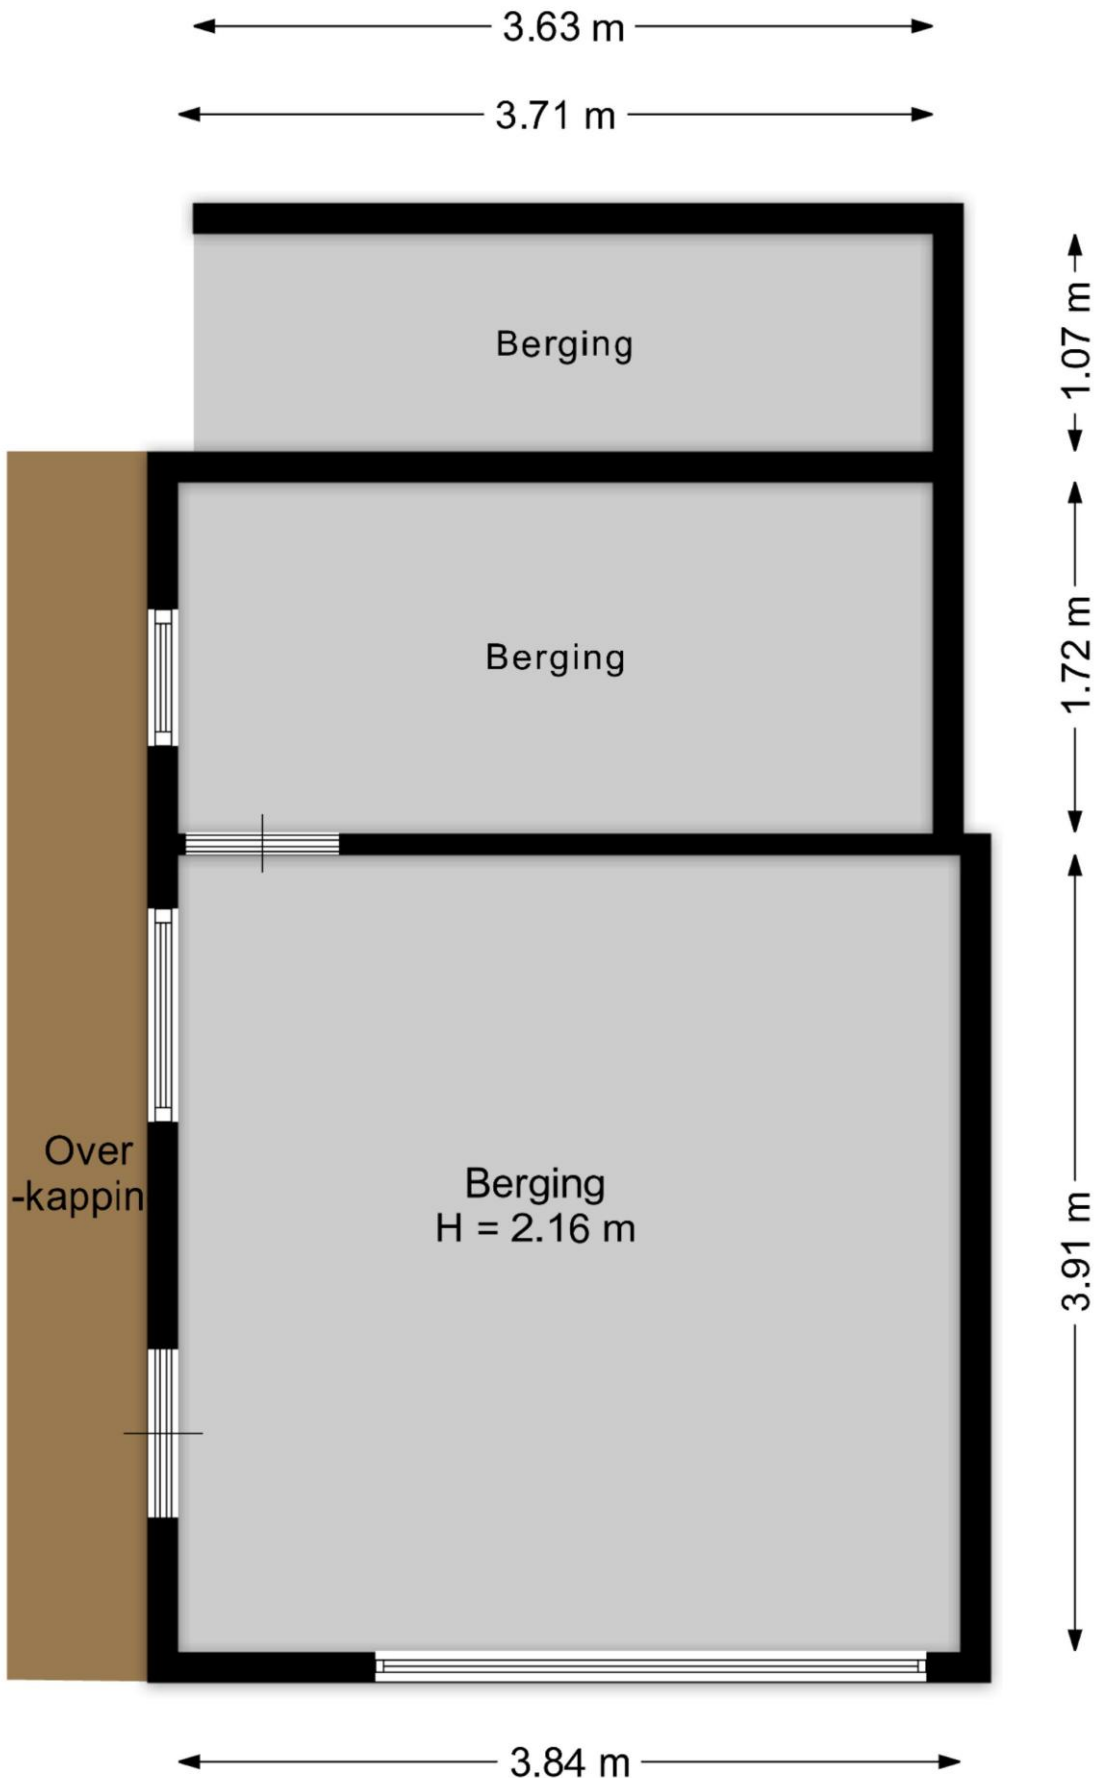 3.63 m
3.71 m
Berging
1.07 m
Berging
1.72 m
Over
-kappin
Berging
H = 2.16 m
3.91 m
3.84 m